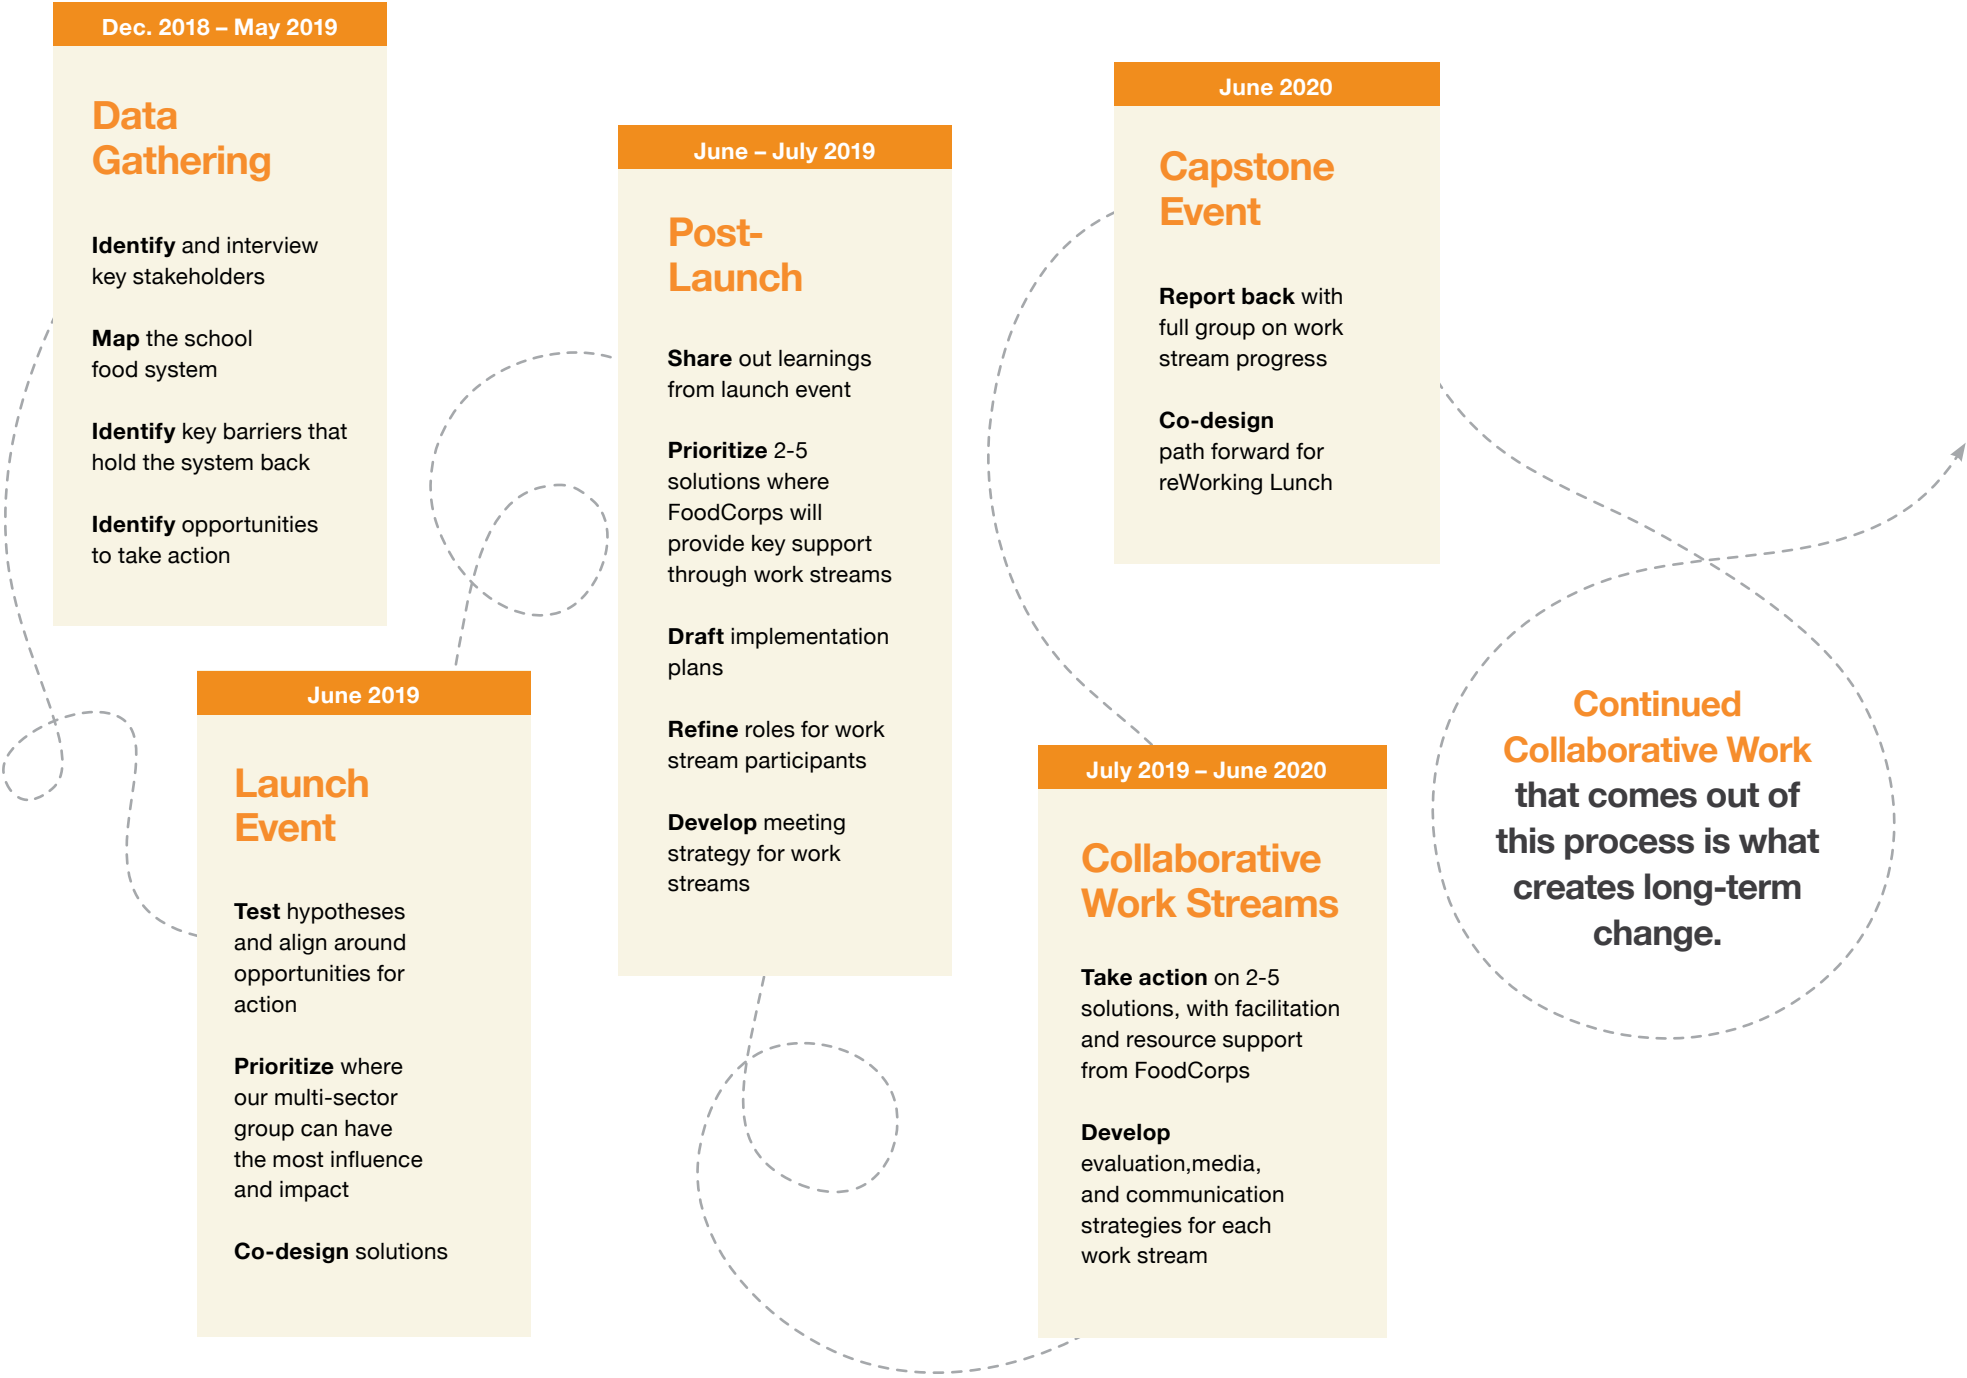 Dec. 2018 – May 2019
Data
Gathering
Identify and interview
key stakeholders
Map the school
food system
Identify key barriers that
hold the system back
Identify opportunities
to take action
June 2019
Launch
Event
Test hypotheses
and align around
opportunities for
action
Prioritize where
our multi-sector
group can have
the most influence
and impact
Co-design solutions
June – July 2019
Post-
Launch
Share out learnings
from launch event
Prioritize 2-5
solutions where
FoodCorps will
provide key support
through work streams
Draft implementation
plans
Refine roles for work
stream participants
Develop meeting
strategy for work
streams
July 2019 – June 2020
Collaborative
Work Streams
Take action on 2-5
solutions, with facilitation
and resource support
from FoodCorps
Develop
evaluation,media,
and communication
strategies for each
work stream
June 2020
Capstone
Event
Report back with
full group on work
stream progress
Co-design
path forward for
reWorking Lunch
Continued
Collaborative Work
that comes out of
this process is what
creates long-term
change.